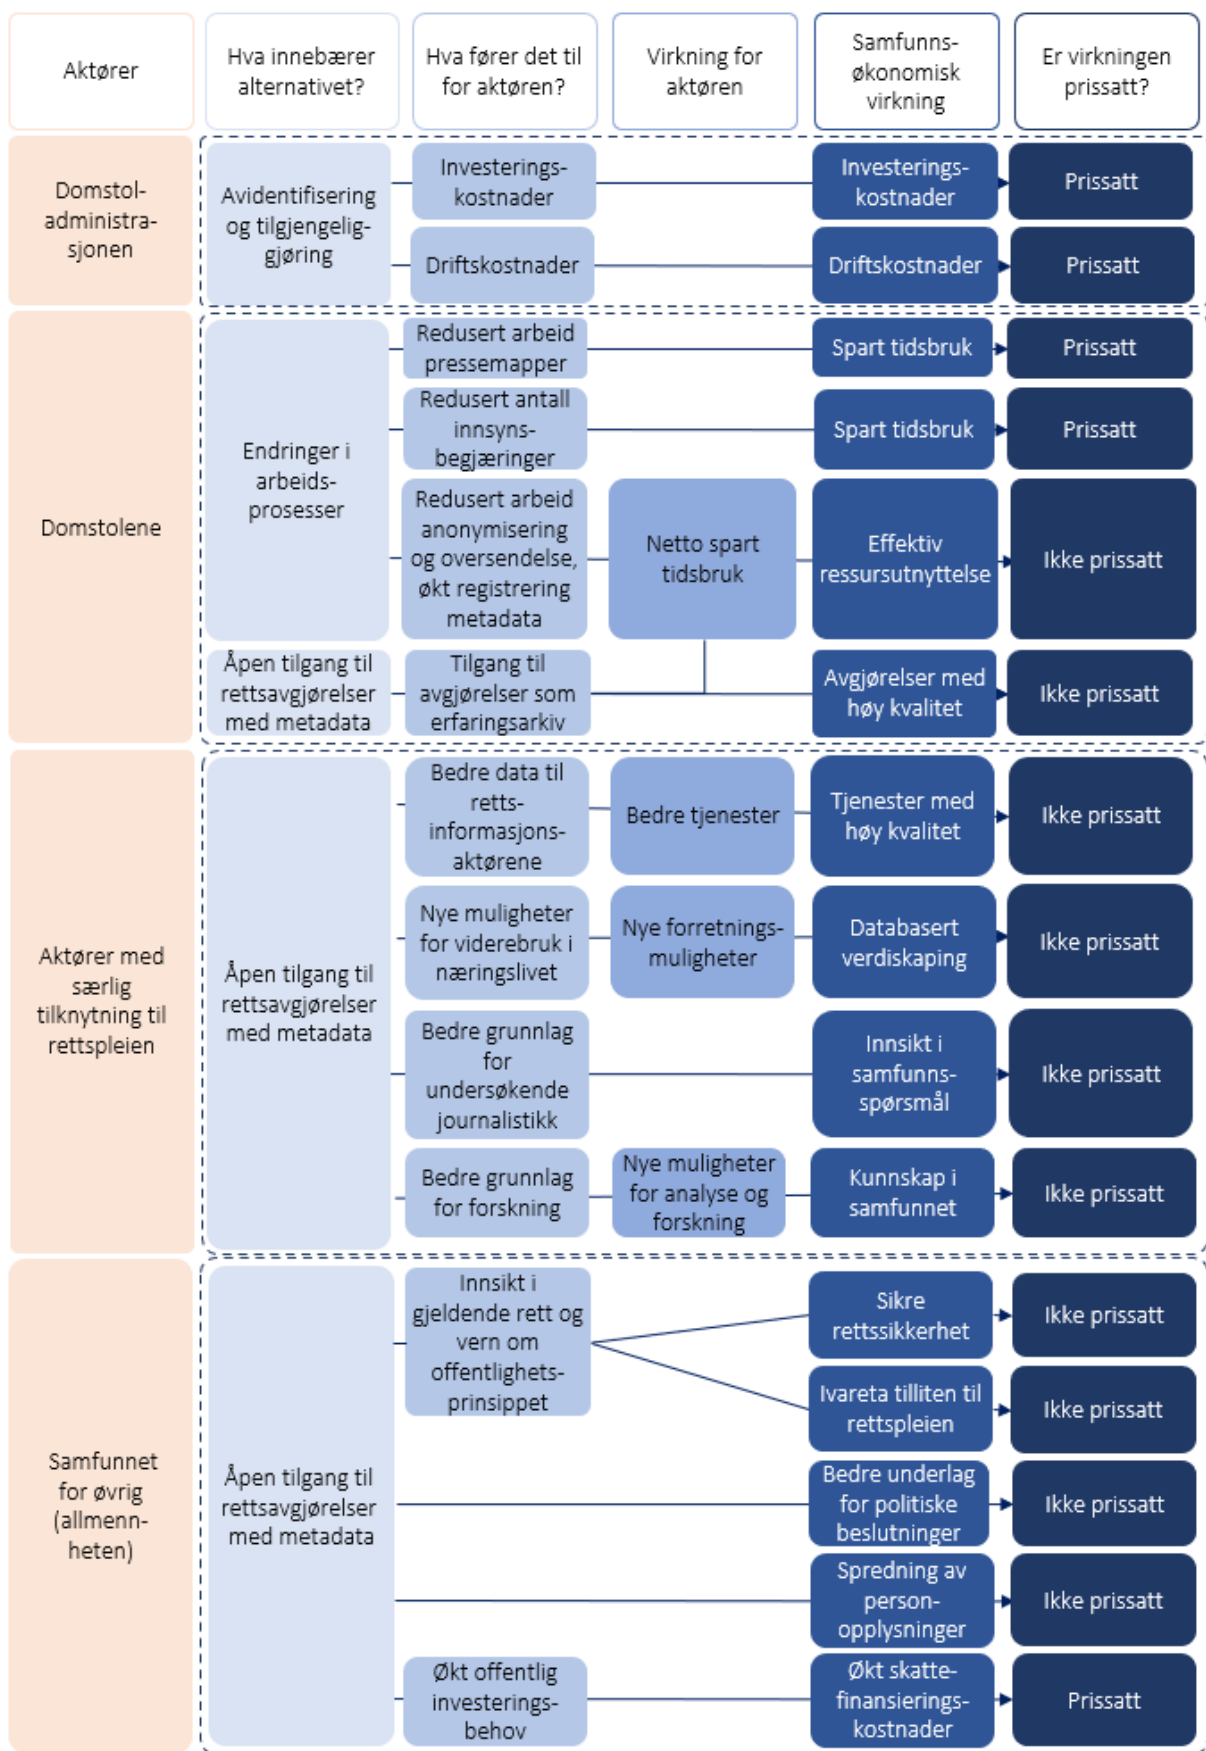 Aktører
Hva innebærer
alternativet?
Hva fører det til
for aktøren?
Virkning for
aktøren
Samfunns-
økonomisk
virkning
Er virkningen
prissatt?
Domstol-
administra-
sjonen
Avidentifisering
og tilgjengelig-
gjøring
Investerings-
kostnader
Investerings-
kostnader
Prissatt
Driftskostnader
Driftskostnader
Prissatt
Domstolene
Endringer i
arbeids-
prosesser
Redusert arbeid
pressemapper
Spart tidsbruk
Prissatt
Redusert antall
innsyns-
begjæringer
Spart tidsbruk
Prissatt
Redusert arbeid
anonymisering
og oversendelse,
økt registrering
metadata
Netto spart
tidsbruk
Effektiv
ressursutnyttelse
Ikke prissatt
Åpen tilgang til
rettsavgjørelser
med metadata
Tilgang til
avgjørelser som
erfaringsarkiv
Avgjørelser med
høy kvalitet
Ikke prissatt
Aktører med
særlig
tilknytning til
rettspleien
Åpen tilgang til
rettsavgjørelser
med metadata
Bedre data til
retts-
informasjons-
aktørene
Bedre tjenester
Tjenester med
høy kvalitet
Ikke prissatt
Nye muligheter
for viderebruk i
næringslivet
Nye forretnings-
muligheter
Databasert
verdiskaping
Ikke prissatt
Bedre grunnlag
for
undersøkende
journalistikk
Innsikt i
samfunns-
spørsmål
Ikke prissatt
Bedre grunnlag
for forskning
Nye muligheter
for analyse og
forskning
Kunnskap i
samfunnet
Ikke prissatt
Samfunnet
for øvrig
(allmenn-
heten)
Åpen tilgang til
rettsavgjørelser
med metadata
Innsikt i
gjeldende rett og
vern om
offentlighets-
prinsippet
Sikre
rettssikkerhet
Ikke prissatt
Ivareta tilliten til
rettspleien
Ikke prissatt
Bedre underlag
for politiske
beslutninger
Ikke prissatt
Spredning av
person-
opplysninger
Ikke prissatt
Økt offentlig
investerings-
behov
Økt skatte-
finansierings-
kostnader
Prissatt